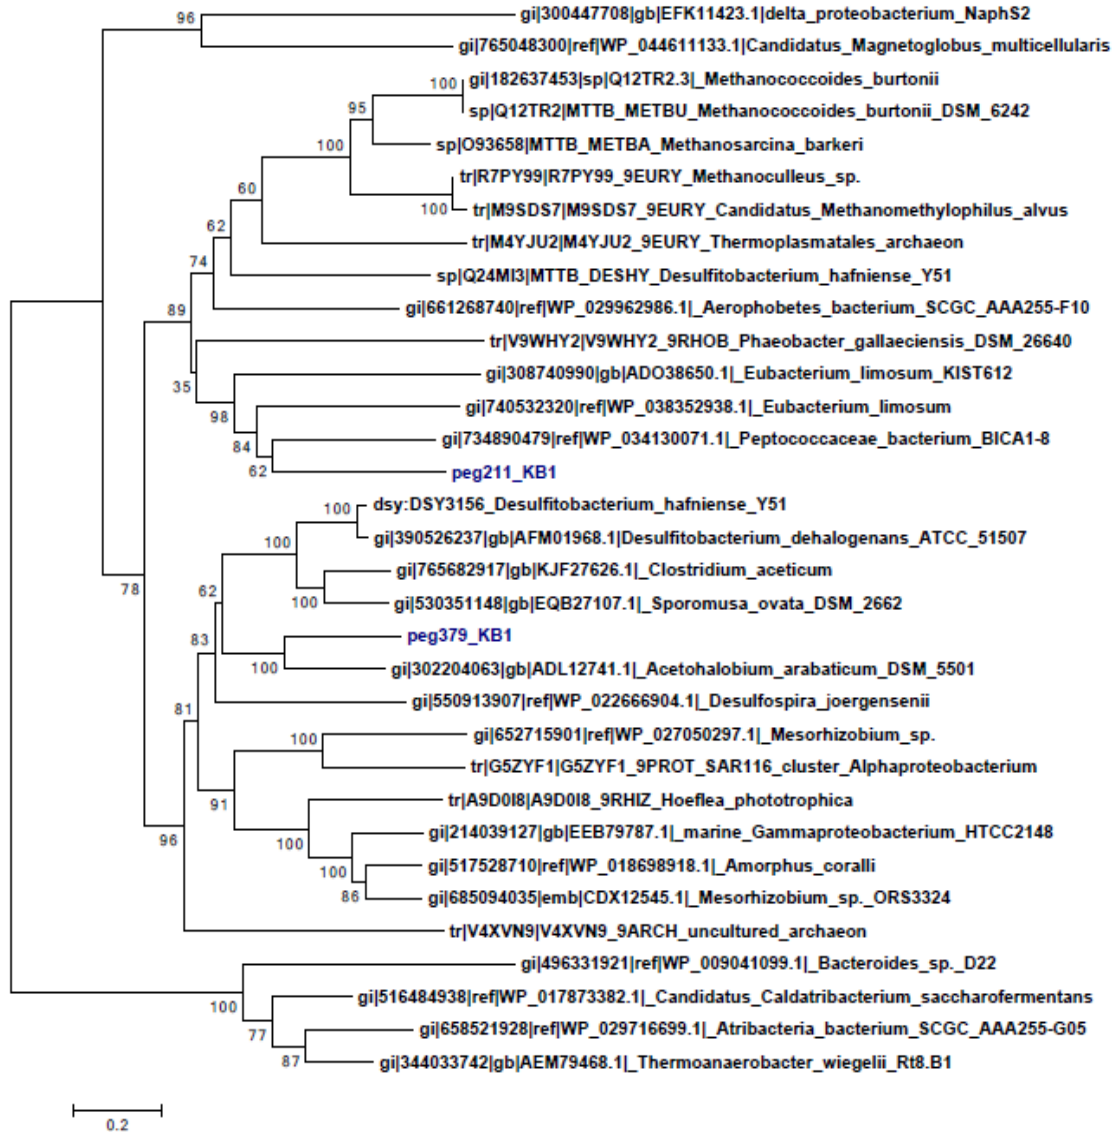 gi|300447708|gb|EFK11423.1|delta_proteobacterium_NaphS2
96
gi|765048300|ref|WP_044611133.1|Candidatus_Magnetoglobus_multicellularis
gi|182637453|sp|Q12TR2.3|_Methanococcoides_burtonii
100
95
sp|Q12TR2|MTTB_METBU_Methanococcoides_burtonii_DSM_6242
100
sp|O93658|MTTB_METBA_Methanosarcina_barkeri
tr|R7PY99|R7PY99_9EURY_Methanoculleus_sp.
60
100
tr|M9SDS7|M9SDS7_9EURY_Candidatus_Methanomethylophilus_alvus
62
tr|M4YJU2|M4YJU2_9EURY_Thermoplasmatales_archaeon
74
sp|Q24MI3|MTTB_DESHY_Desulfitobacterium_hafniense_Y51
89
gi|661268740|ref|WP_029962986.1|_Aerophobetes_bacterium_SCGC_AAA255-F10
tr|V9WHY2|V9WHY2_9RHOB_Phaeobacter_gallaeciensis_DSM_26640
35
gi|308740990|gb|ADO38650.1|_Eubacterium_limosum_KIST612
98
gi|740532320|ref|WP_038352938.1|_Eubacterium_limosum
84
gi|734890479|ref|WP_034130071.1|_Peptococcaceae_bacterium_BICA1-8
62
peg211_KB1
100
dsy:DSY3156_Desulfitobacterium_hafniense_Y51
100
gi|390526237|gb|AFM01968.1|Desulfitobacterium_dehalogenans_ATCC_51507
gi|765682917|gb|KJF27626.1|_Clostridium_aceticum
78
62
100
gi|530351148|gb|EQB27107.1|_Sporomusa_ovata_DSM_2662
83
peg379_KB1
100
gi|302204063|gb|ADL12741.1|_Acetohalobium_arabaticum_DSM_5501
81
gi|550913907|ref|WP_022666904.1|_Desulfospira_joergensenii
100
gi|652715901|ref|WP_027050297.1|_Mesorhizobium_sp.
tr|G5ZYF1|G5ZYF1_9PROT_SAR116_cluster_Alphaproteobacterium
91
tr|A9D0I8|A9D0I8_9RHIZ_Hoeflea_phototrophica
96
100
gi|214039127|gb|EEB79787.1|_marine_Gammaproteobacterium_HTCC2148
100
gi|517528710|ref|WP_018698918.1|_Amorphus_coralli
86
gi|685094035|emb|CDX12545.1|_Mesorhizobium_sp._ORS3324
tr|V4XVN9|V4XVN9_9ARCH_uncultured_archaeon
gi|496331921|ref|WP_009041099.1|_Bacteroides_sp._D22
100
gi|516484938|ref|WP_017873382.1|_Candidatus_Caldatribacterium_saccharofermentans
77
gi|658521928|ref|WP_029716699.1|_Atribacteria_bacterium_SCGC_AAA255-G05
87
gi|344033742|gb|AEM79468.1|_Thermoanaerobacter_wiegelii_Rt8.B1
0.2